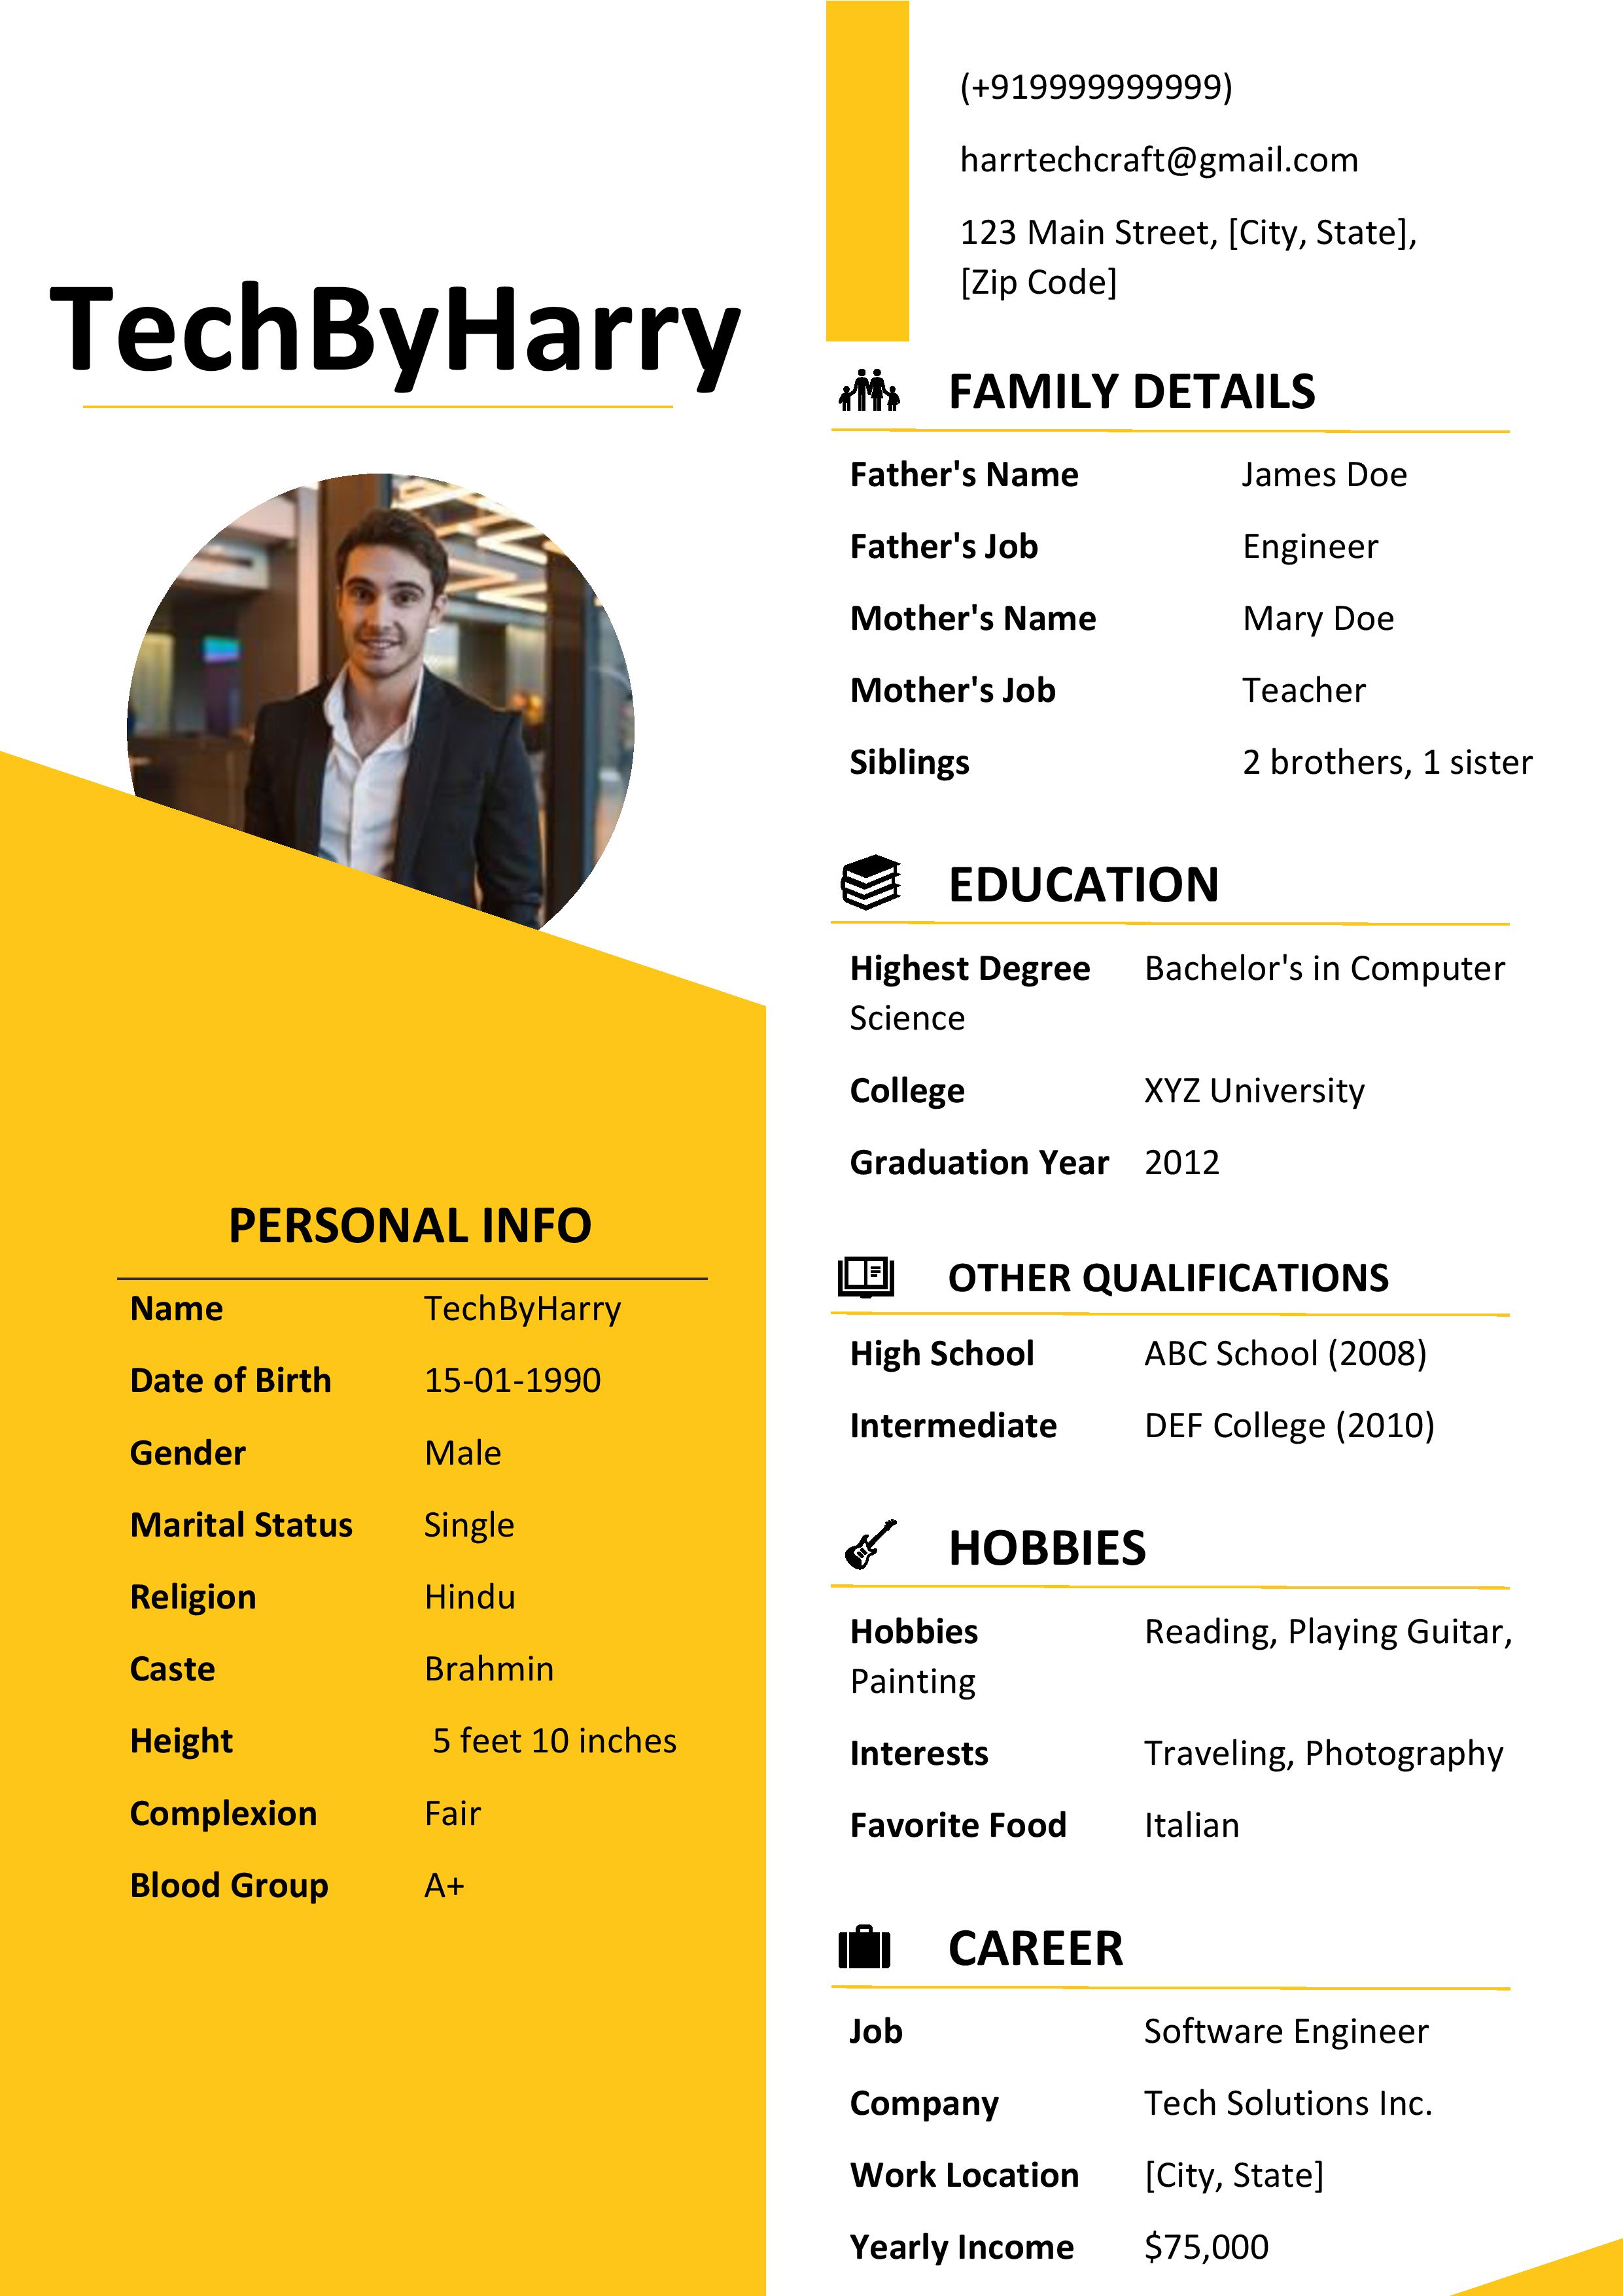 TechByHarry
PERSONAL INFO
Name TechByHarry
Date of Birth 15-01-1990
Gender Male
Marital Status Single
Religion Hindu
Caste Brahmin
Height 5 feet 10 inches
Complexion Fair
Blood Group A+
(+919999999999)
harrtechcraft@gmail.com
123 Main Street, [City, State],
[Zip Code]
FAMILY DETAILS
Father's Name James Doe
Father's Job Engineer
Mother's Name Mary Doe
Mother's Job Teacher
Siblings 2 brothers, 1 sister
EDUCATION
Highest Degree Bachelor's in Computer
Science
College XYZ University
Graduation Year 2012
OTHER QUALIFICATIONS
High School ABC School (2008)
Intermediate DEF College (2010)
HOBBIES
Hobbies Reading, Playing Guitar,
Painting
Interests Traveling, Photography
Favorite Food Italian
CAREER
Job Software Engineer
Company Tech Solutions Inc.
Work Location [City, State]
Yearly Income $75,000